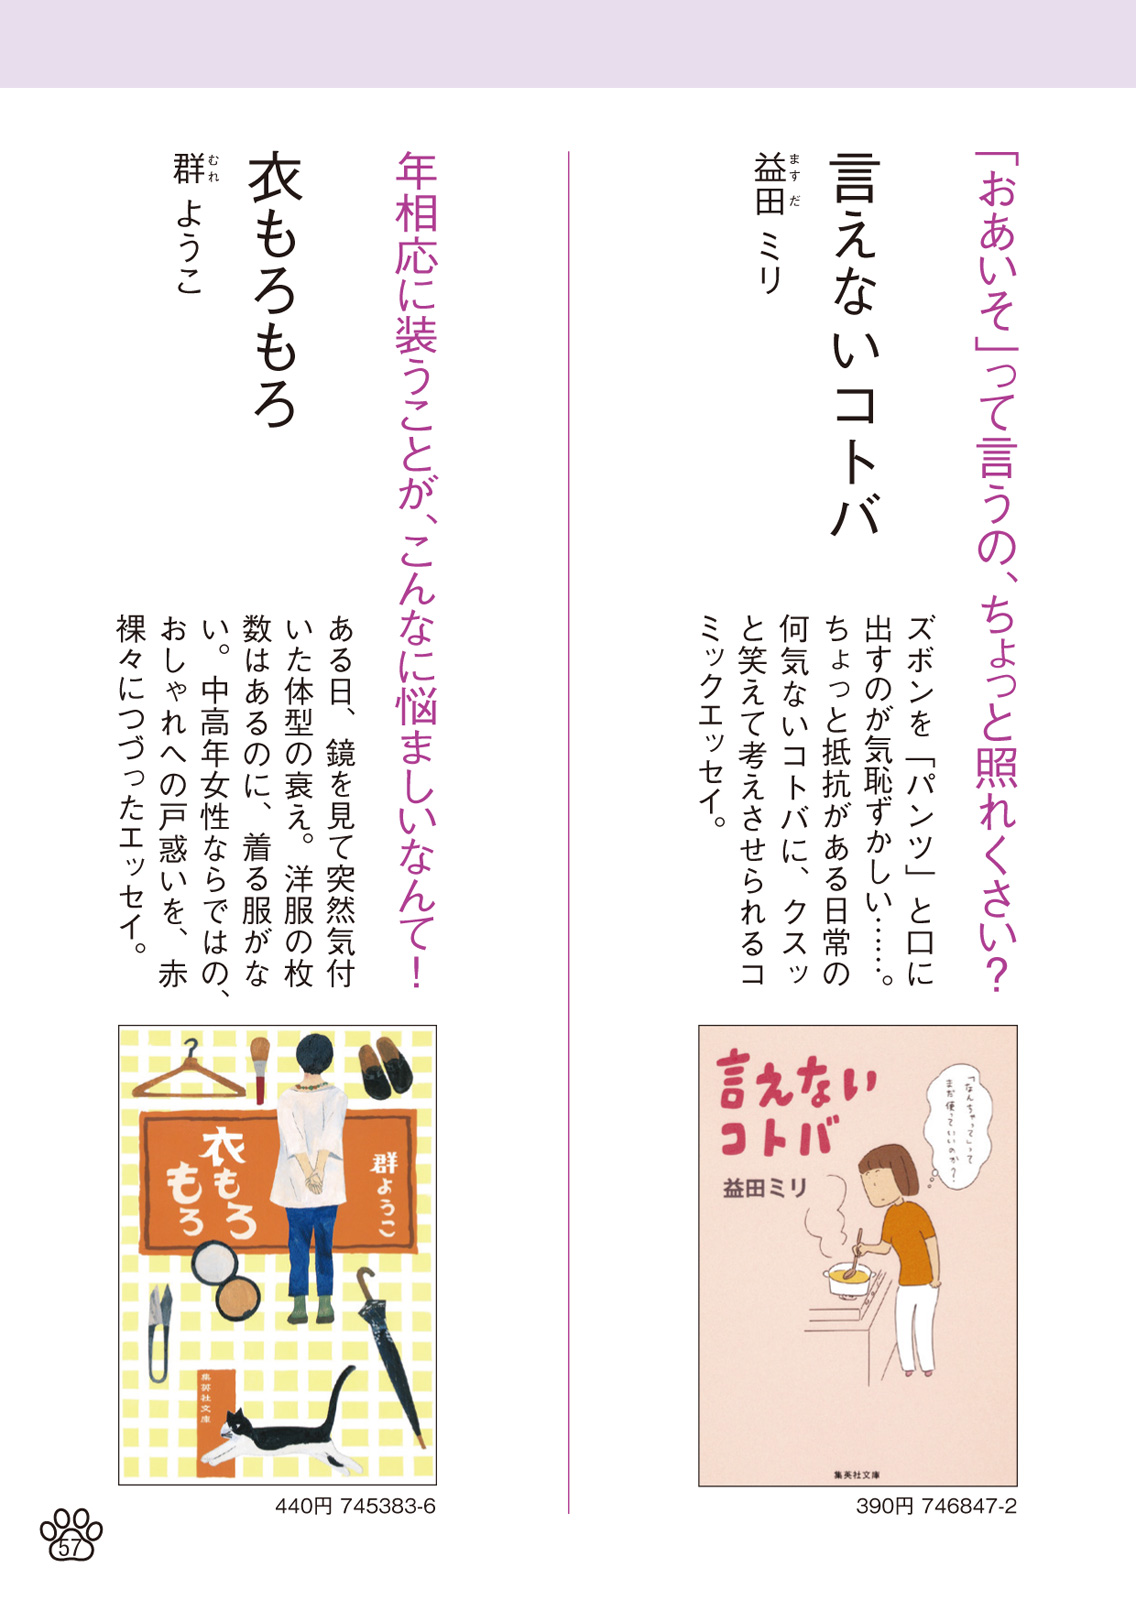 「おあいそ」って言うの、ちょっと照れくさい？
言えないコトバ
益田 ミリ
ますだ
ズボンを「パンツ」と口に
出すのが気恥ずかしい……。
ちょっと抵抗がある日常の
何気ないコトバに、クスッ
と笑えて考えさせられるコ
ミックエッセイ。
言えない
コトバ
益田ミリ
「なんちゃって」って
まだ使っていいのか？
集英社文庫
390円 746847-2
年相応に装うことが、こんなに悩ましいなんて！
衣もろもろ
群 ようこ
むれ
ある日、鏡を見て突然気付
いた体型の衰え。洋服の枚
数はあるのに、着る服がな
い。中高年女性ならではの、
おしゃれへの戸惑いを、赤
裸々につづったエッセイ。
群ようこ
衣もろ
もろ
集英社文庫
440円 745383-6
57